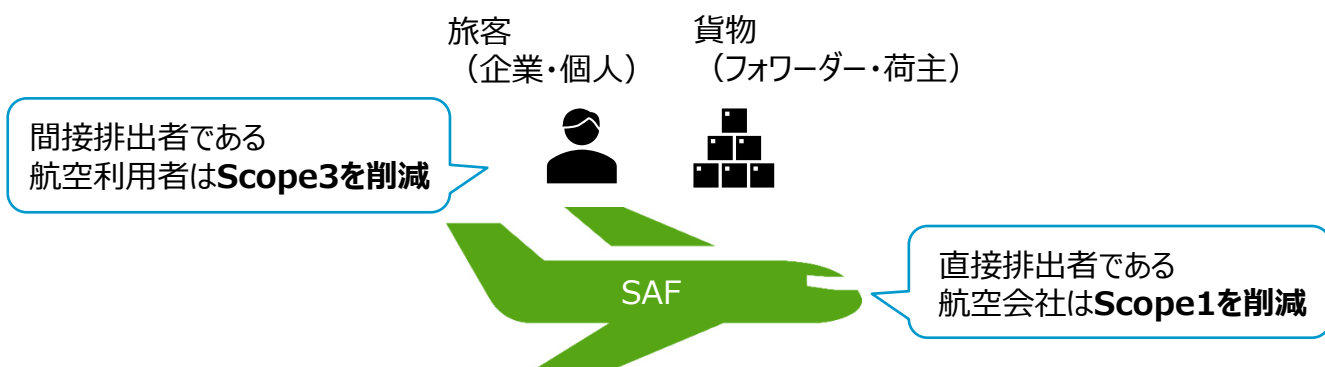 旅客
（企業・個人）
貨物
（フォワーダー・荷主）
間接排出者である
航空利用者はScope3を削減
SAF
直接排出者である
航空会社はScope1を削減